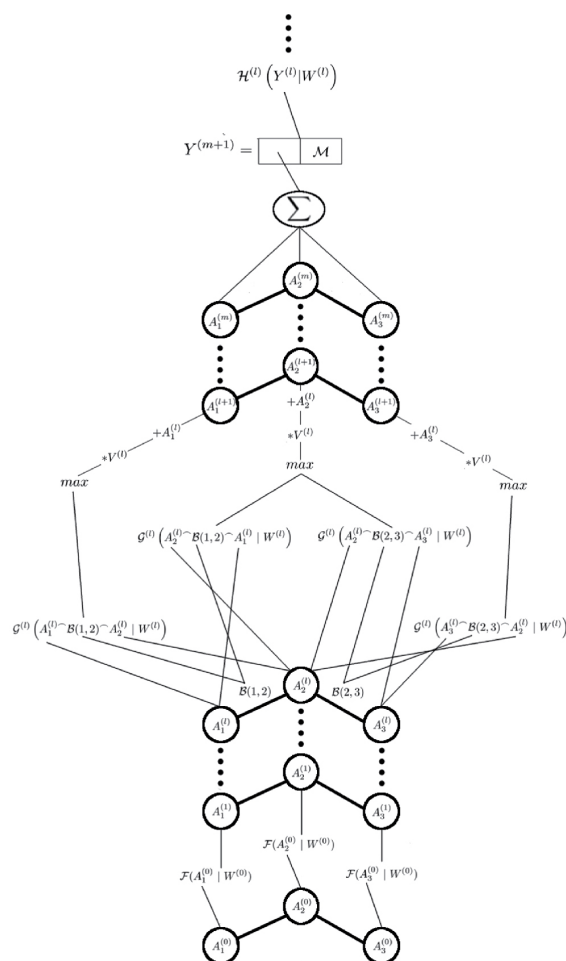 ℋ^{(l)} (Y^{(l)}|W^{(l)})
Y^{(m+1)} = ℳ
∑
A_2^{(m)}
A_1^{(m)} A_3^{(m)}
A_2^{(l+1)}
A_1^{(l+1)} +A_2^{(l)} A_3^{(l+1)}
+A_1^{(l)} *V^{(l)} +A_3^{(l)}
*V^{(l)} max *V^{(l)}
max max
𝒢^{(l)} (A_2^{(l)}⌢ℬ(1,2)⌢A_1^{(l)} | W^{(l)}) 𝒢^{(l)} (A_2^{(l)}⌢ℬ(2,3)⌢A_3^{(l)} | W^{(l)})
𝒢^{(l)} (A_1^{(l)}⌢ℬ(1,2)⌢A_2^{(l)} | W^{(l)}) 𝒢^{(l)} (A_3^{(l)}⌢ℬ(2,3)⌢A_2^{(l)} | W^{(l)})
ℬ(1,2) A_2^{(l)} ℬ(2,3)
A_1^{(l)} A_3^{(l)}
A_2^{(1)}
A_1^{(1)} A_3^{(1)}
ℱ(A_2^{(0)} | W^{(0)})
ℱ(A_1^{(0)} | W^{(0)}) ℱ(A_3^{(0)} | W^{(0)})
A_2^{(0)}
A_1^{(0)} A_3^{(0)}